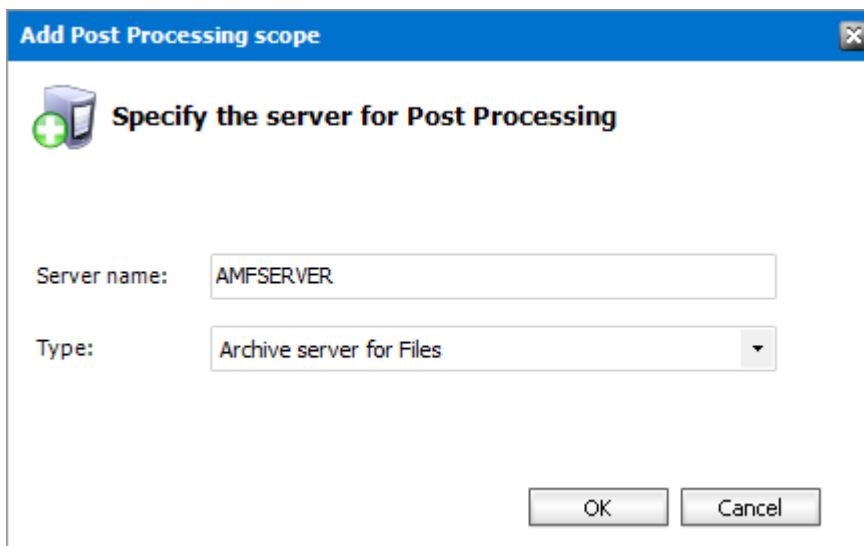 Add Post Processing scope
Specify the server for Post Processing
Server name: AMFSERVER
Type: Archive server for Files
OK Cancel